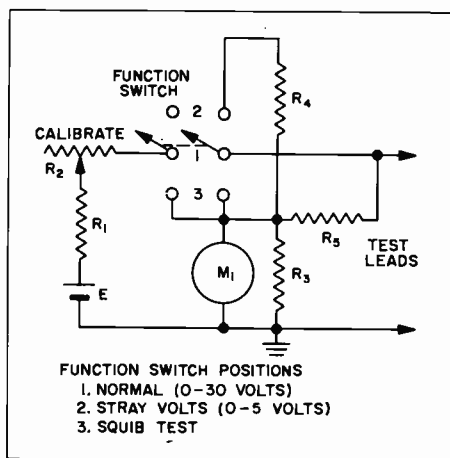 FUNCTION
SWITCH
2
R4
CALIBRATE
1
R2
3
R1
R5
TEST
LEADS
M1
R3
E
FUNCTION SWITCH POSITIONS
1. NORMAL (0-30 VOLTS)
2. STRAY VOLTS (0-5 VOLTS)
3. SQUIB TEST